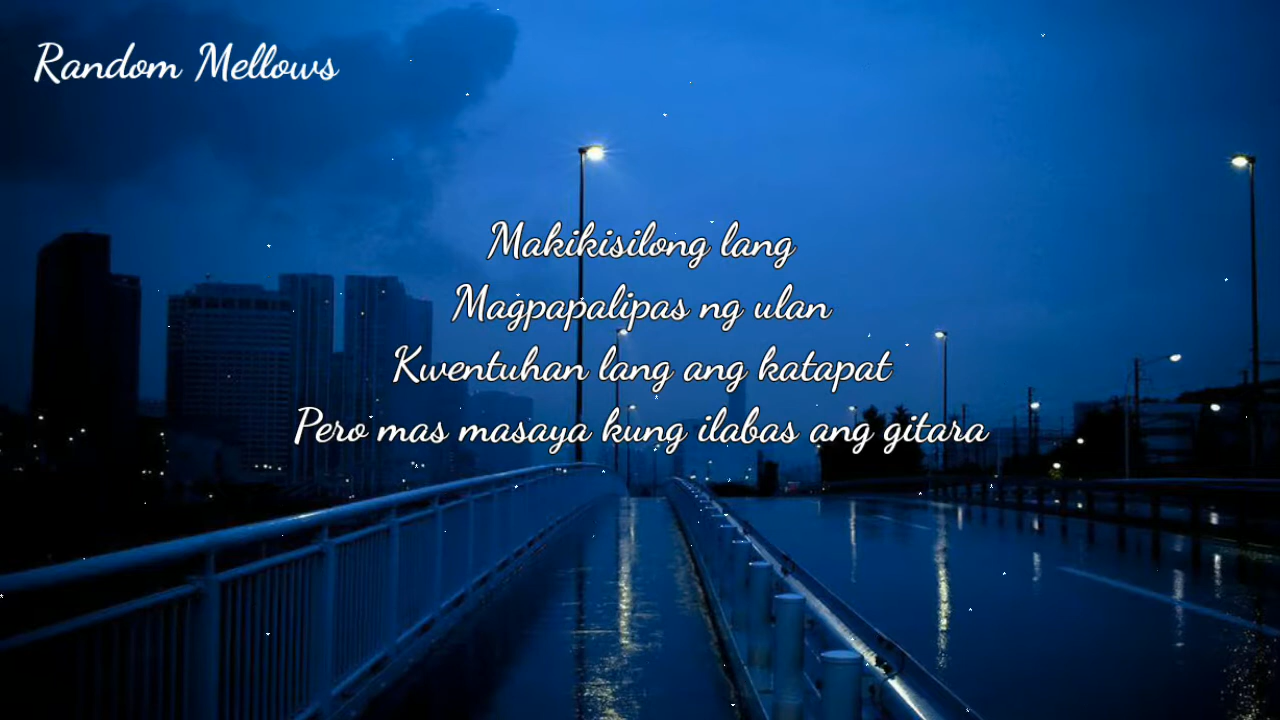 Random Mellows
Makikisilong lang
Magpapalipas ng ulan
Kwentuhan lang ang katapat
Pero mas masaya kung ilabas ang gitara